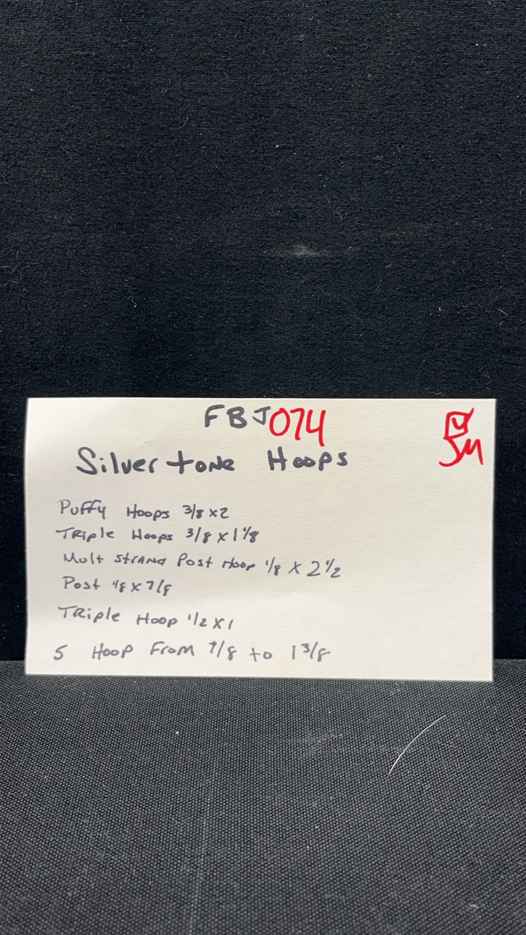 FBJ074
JM
Silvertone Hoops
Puffy Hoops 3/8 x 2
Triple Hoops 3/8 x 1 1/8
Mult Strand Post Hoop 1/8 x 2 1/2
Post 1/8 x 7/8
Triple Hoop 1/2 x 1
5 Hoop From 7/8 to 1 3/8